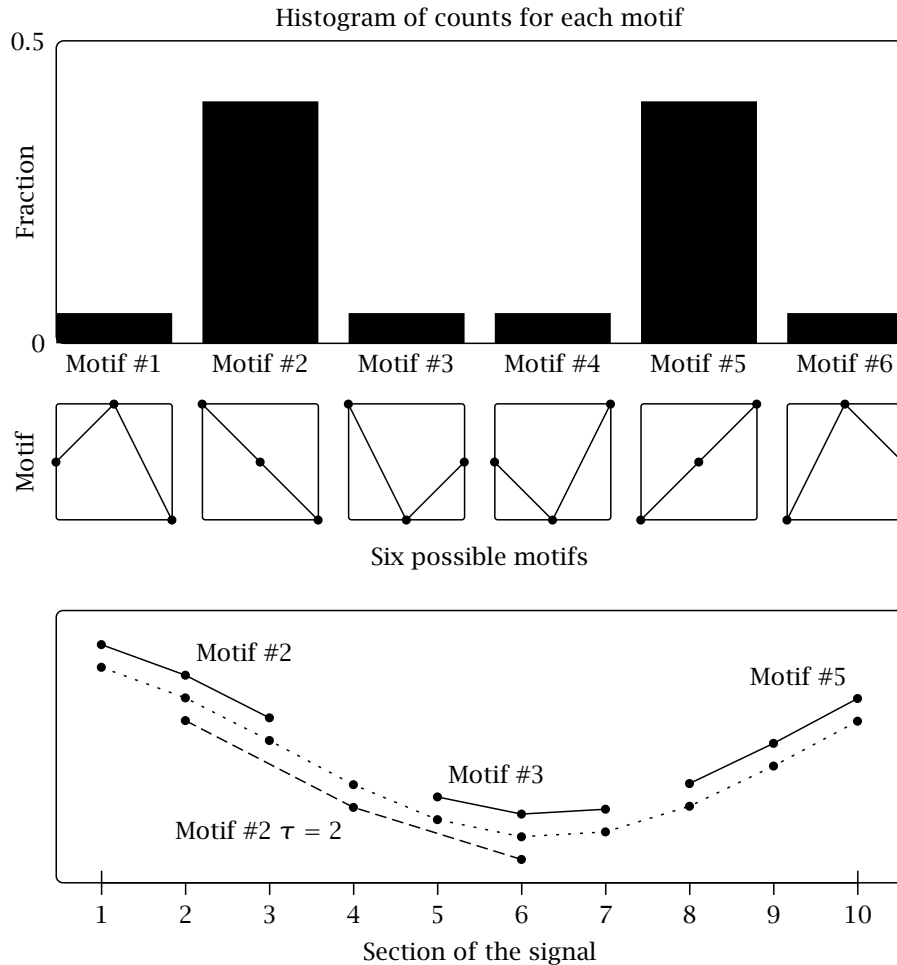 Histogram of counts for each motif
0.5
Fraction
0
Motif #1 Motif #2 Motif #3 Motif #4 Motif #5 Motif #6
Motif
Six possible motifs
Motif #2
Motif #5
Motif #3
Motif #2 τ = 2
1 2 3 4 5 6 7 8 9 10
Section of the signal